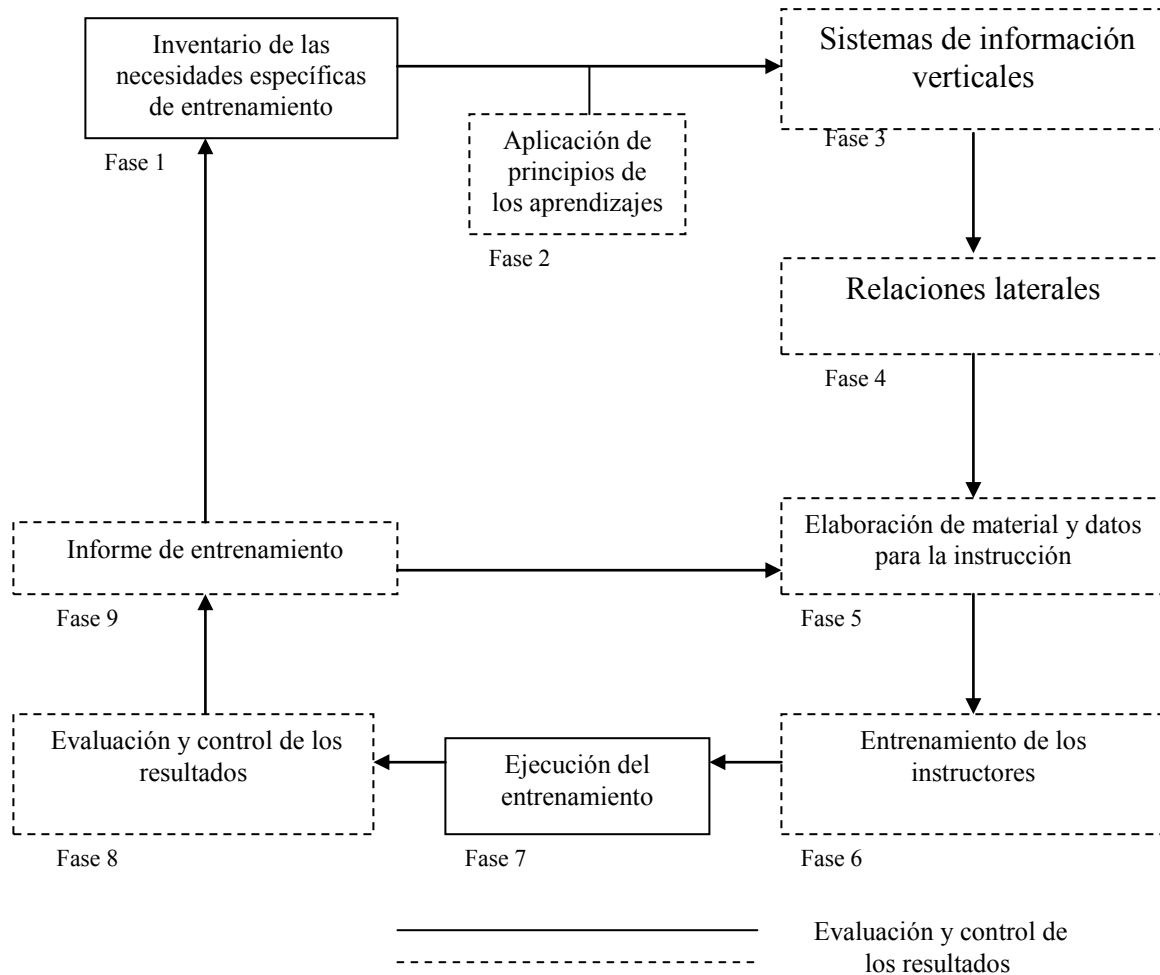 Inventario de las
necesidades específicas
de entrenamiento
Fase 1
Aplicación de
principios de
los aprendizajes
Fase 2
Sistemas de información
verticales
Fase 3
Relaciones laterales
Fase 4
Elaboración de material y datos
para la instrucción
Fase 5
Entrenamiento de los
instructores
Fase 6
Ejecución del
entrenamiento
Fase 7
Evaluación y control de los
resultados
Fase 8
Informe de entrenamiento
Fase 9
Evaluación y control de
los resultados